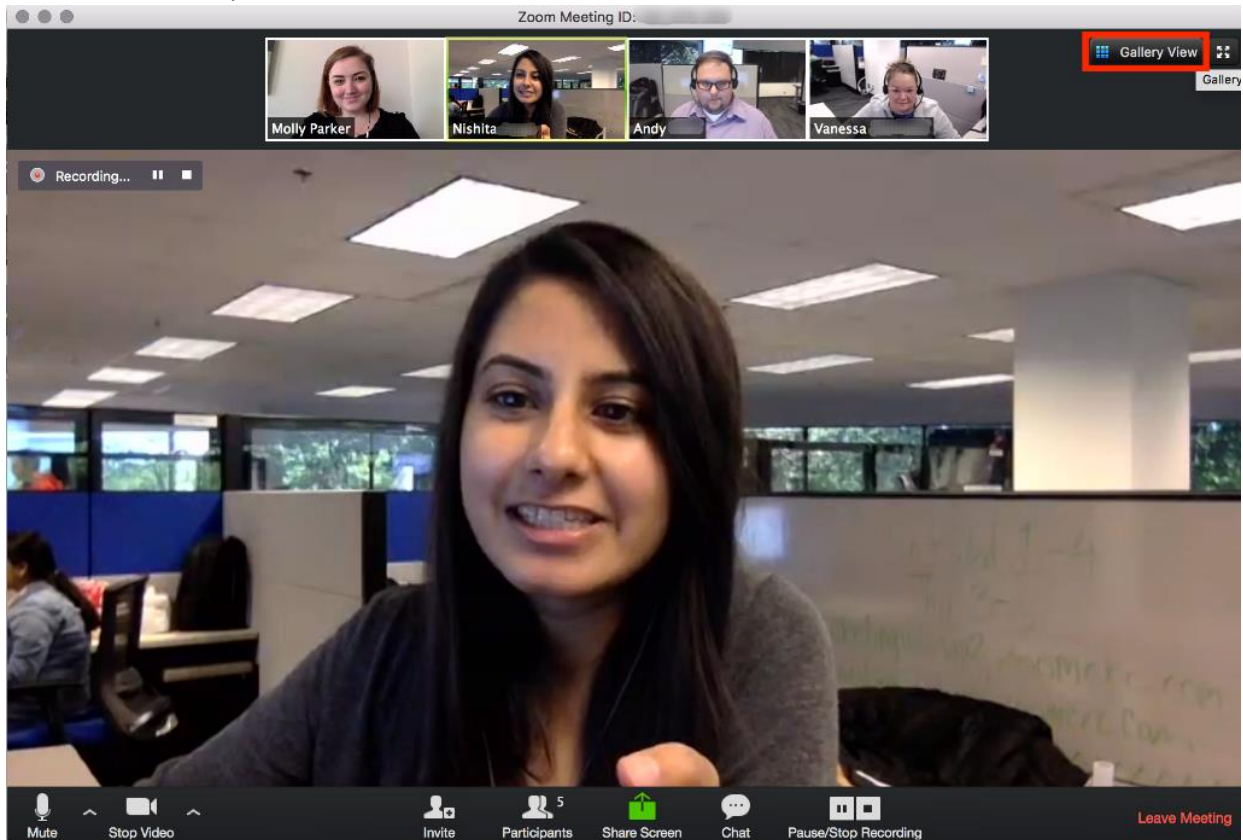 Zoom Meeting ID:
Gallery View
Gallery
Molly Parker
Nishita
Andy
Vanessa
Recording...
5
Mute
Stop Video
Invite
Participants
Share Screen
Chat
Pause/Stop Recording
Leave Meeting